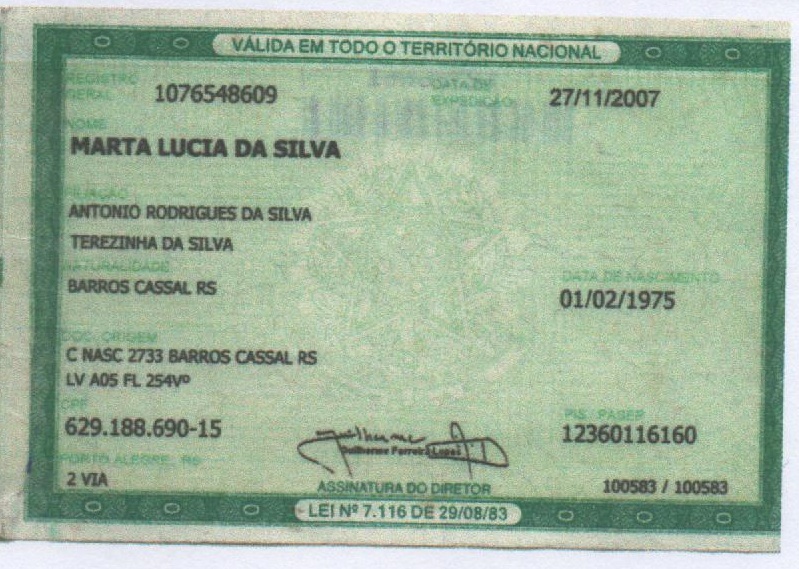 VÁLIDA EM TODO O TERRITÓRIO NACIONAL
REGISTRO GERAL 1076548609 DATA DE EXPEDIÇÃO 27/11/2007
NOME
MARTA LUCIA DA SILVA
FILIAÇÃO
ANTONIO RODRIGUES DA SILVA
TEREZINHA DA SILVA
NATURALIDADE DATA DE NASCIMENTO
BARROS CASSAL RS 01/02/1975
DOC. ORIGEM
C NASC 2733 BARROS CASSAL RS
LV A05 FL 254Vº
CPF PIS / PASEP
629.188.690-15 12360116160
Guilherme Ferreira Lopes
PORTO ALEGRE, RS
2 VIA ASSINATURA DO DIRETOR 100583 / 100583
LEI Nº 7.116 DE 29/08/83